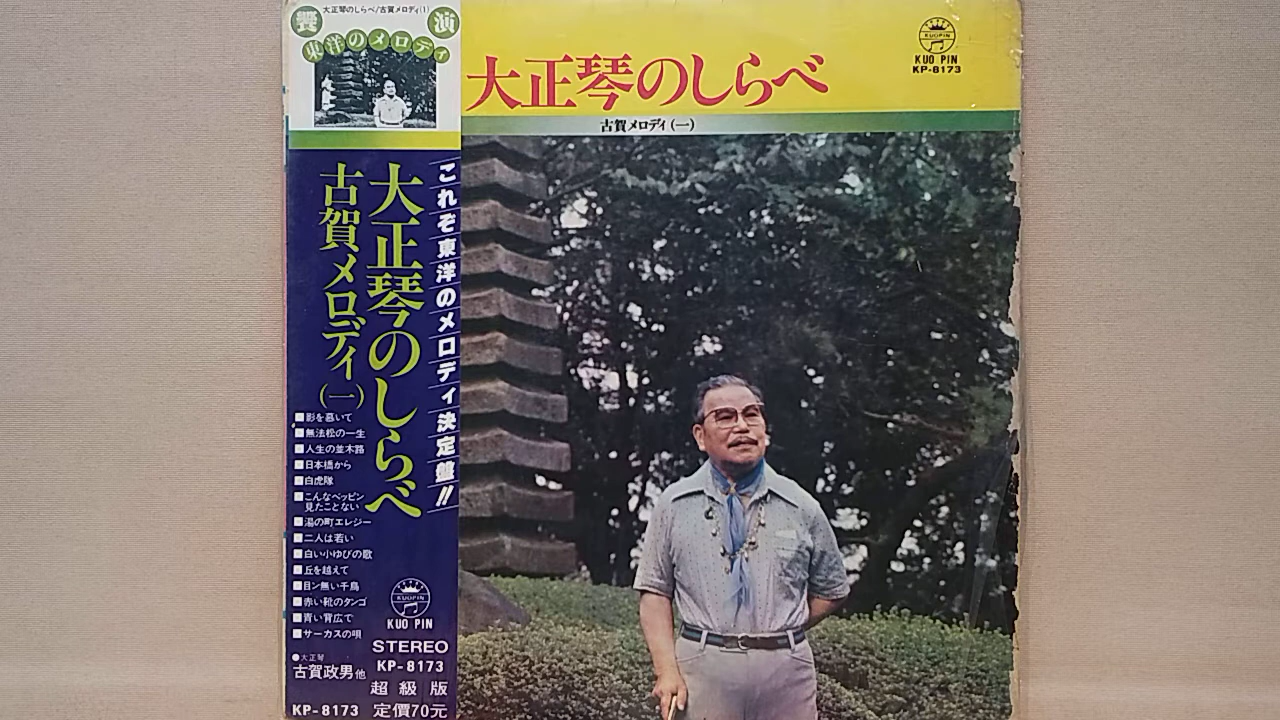 大正琴のしらべ/古賀メロディ(1)
饗演
東洋のメロディ
これぞ東洋のメロディ決定盤!!
大正琴のしらべ
古賀メロディ(一)
■影を慕いて
■無法松の一生
■人生の並木路
■日本橋から
■白虎隊
■こんなベッピン
見たことない
■湯の町エレジー
■二人は若い
■白い小ゆびの歌
■丘を越えて
■目ン無い千鳥
■赤い靴のタンゴ
■青い背広で
■サーカスの唄
●大正琴
古賀政男他
KUOPIN
KUO PIN
STEREO
KP-8173
超級版
KP-8173 定價70元
大正琴のしらべ
古賀メロディ(一)
KUOPIN
KUO PIN
KP-8173